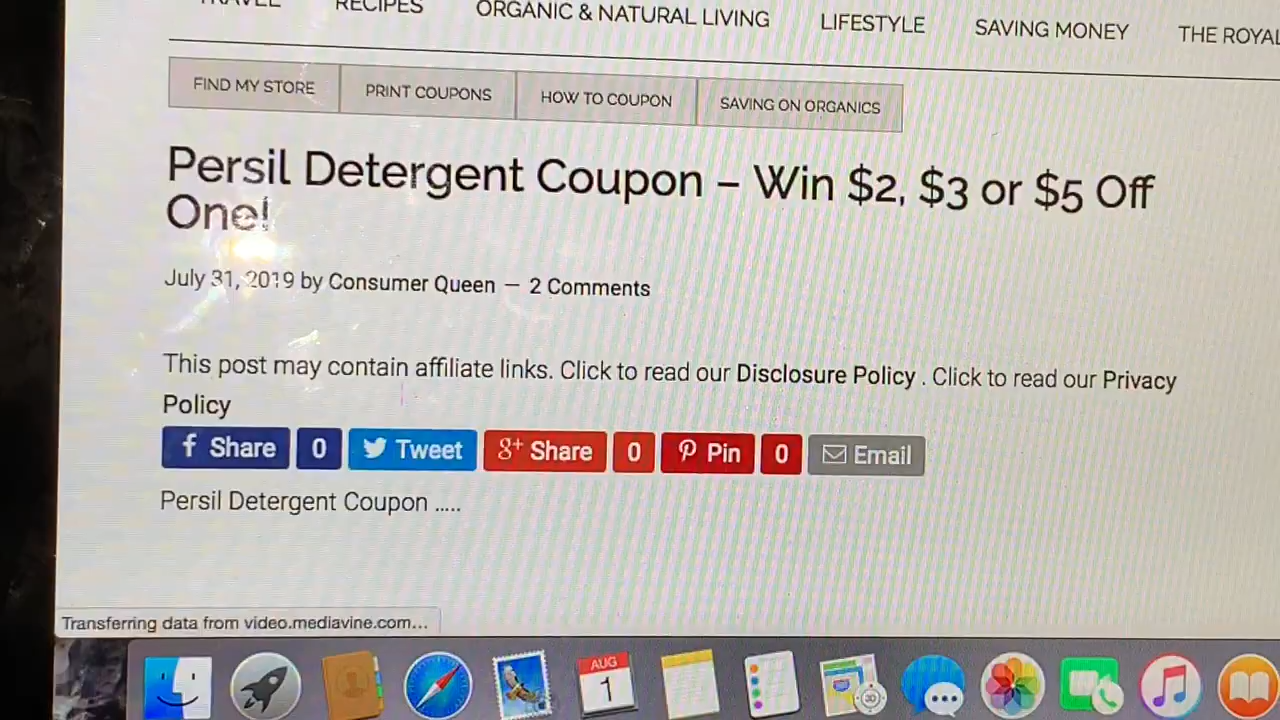 TRAVEL RECIPES ORGANIC & NATURAL LIVING LIFESTYLE SAVING MONEY THE ROYAL
FIND MY STORE PRINT COUPONS HOW TO COUPON SAVING ON ORGANICS
Persil Detergent Coupon – Win $2, $3 or $5 Off
One!
July 31, 2019 by Consumer Queen — 2 Comments
This post may contain affiliate links. Click to read our Disclosure Policy . Click to read our Privacy
Policy
f Share 0 Tweet g+ Share 0 Pin 0 Email
Persil Detergent Coupon .....
Transferring data from video.mediavine.com...
AUG
1
3D